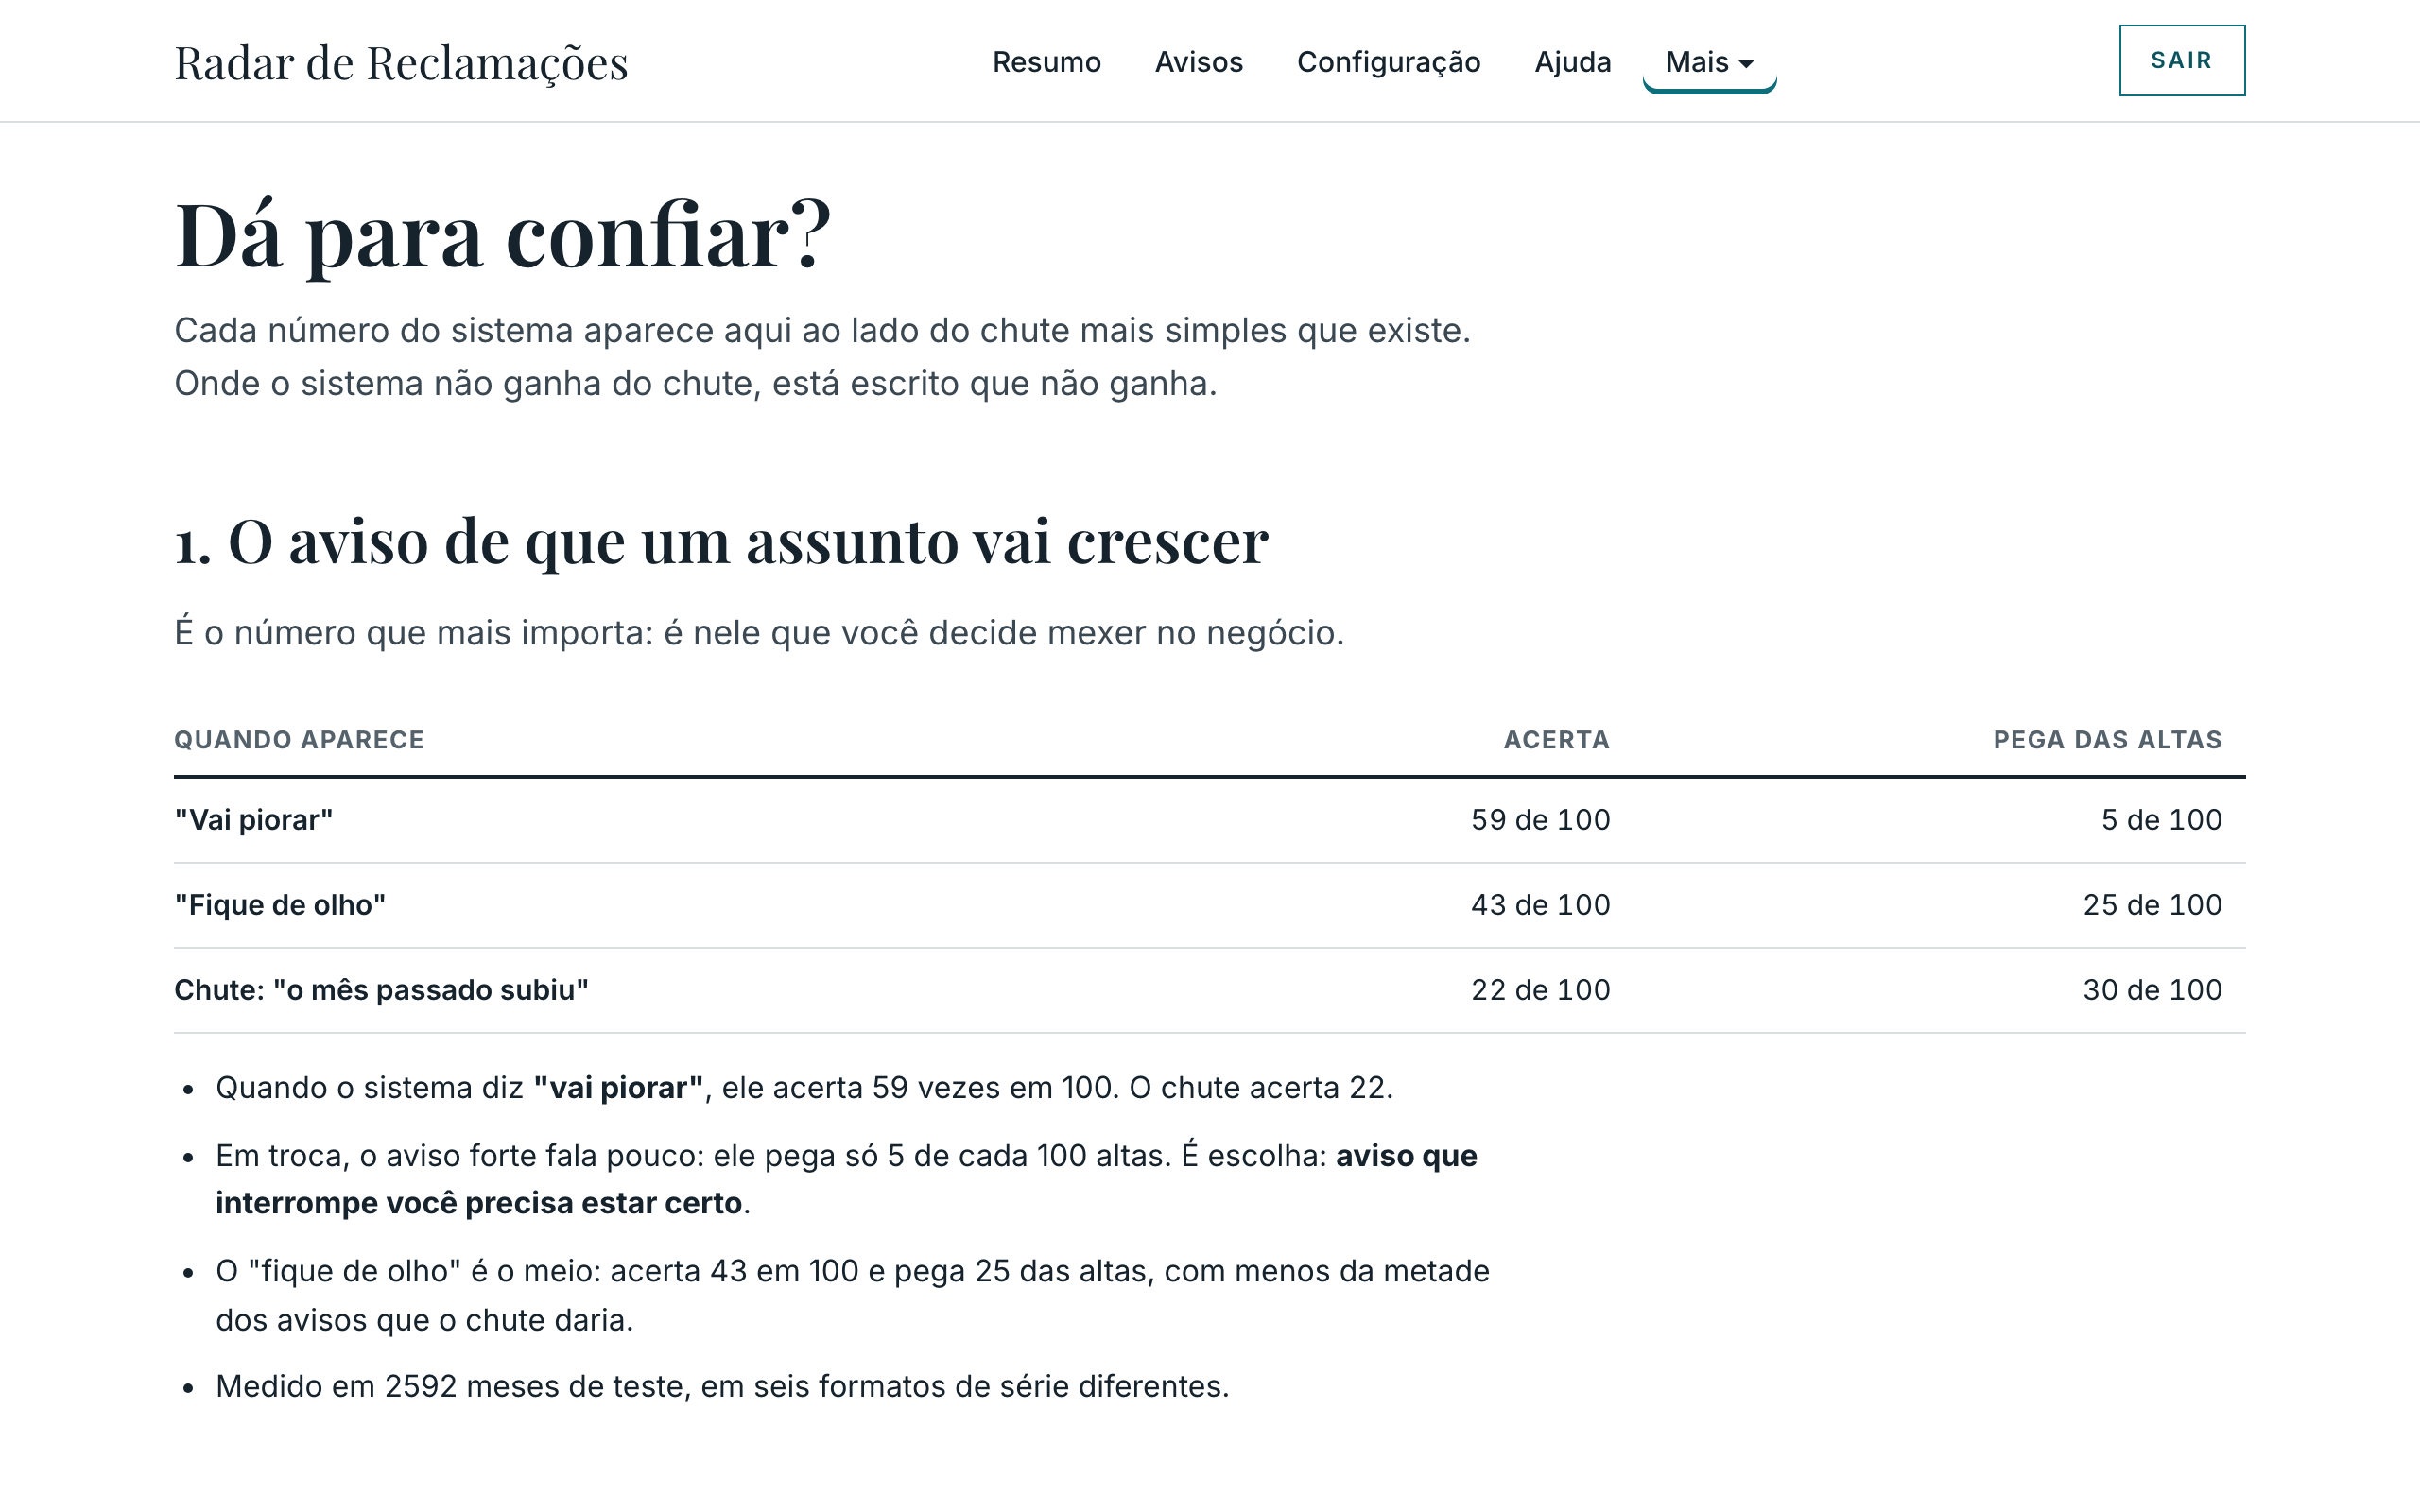 Radar de Reclamações
Resumo
Avisos
Configuração
Ajuda
Mais
SAIR
Dá para confiar?
Cada número do sistema aparece aqui ao lado do chute mais simples que existe.
Onde o sistema não ganha do chute, está escrito que não ganha.
1. O aviso de que um assunto vai crescer
É o número que mais importa: é nele que você decide mexer no negócio.
QUANDO APARECE ACERTA PEGA DAS ALTAS
"Vai piorar" 59 de 100 5 de 100
"Fique de olho" 43 de 100 25 de 100
Chute: "o mês passado subiu" 22 de 100 30 de 100
• Quando o sistema diz "vai piorar", ele acerta 59 vezes em 100. O chute acerta 22.
• Em troca, o aviso forte fala pouco: ele pega só 5 de cada 100 altas. É escolha: aviso que
interrompe você precisa estar certo.
• O "fique de olho" é o meio: acerta 43 em 100 e pega 25 das altas, com menos da metade
dos avisos que o chute daria.
• Medido em 2592 meses de teste, em seis formatos de série diferentes.